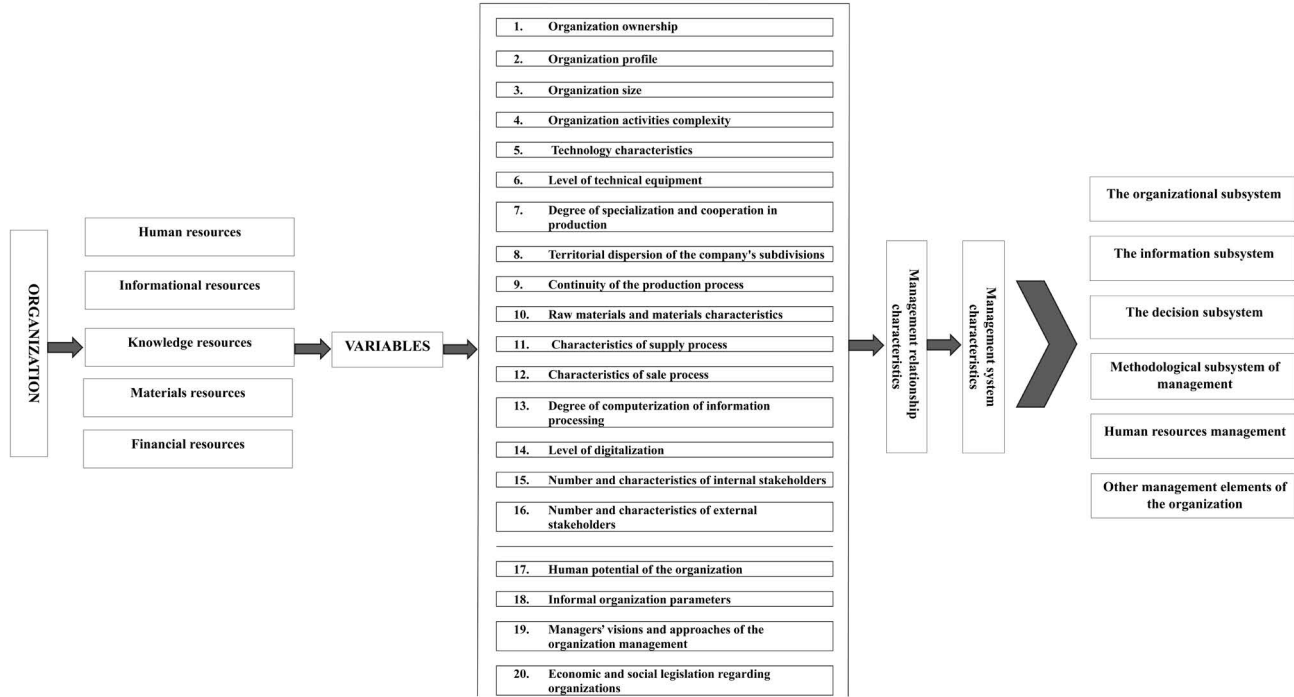 ORGANIZATION
Human resources
Informational resources
Knowledge resources
Materials resources
Financial resources
VARIABLES
1. Organization ownership
2. Organization profile
3. Organization size
4. Organization activities complexity
5. Technology characteristics
6. Level of technical equipment
7. Degree of specialization and cooperation in
production
8. Territorial dispersion of the company's subdivisions
9. Continuity of the production process
10. Raw materials and materials characteristics
11. Characteristics of supply process
12. Characteristics of sale process
13. Degree of computerization of information
processing
14. Level of digitalization
15. Number and characteristics of internal stakeholders
16. Number and characteristics of external
stakeholders
17. Human potential of the organization
18. Informal organization parameters
19. Managers’ visions and approaches of the
organization management
20. Economic and social legislation regarding
organizations
Management relationship
characteristics
Management system
characteristics
The organizational subsystem
The information subsystem
The decision subsystem
Methodological subsystem of
management
Human resources management
Other management elements of
the organization